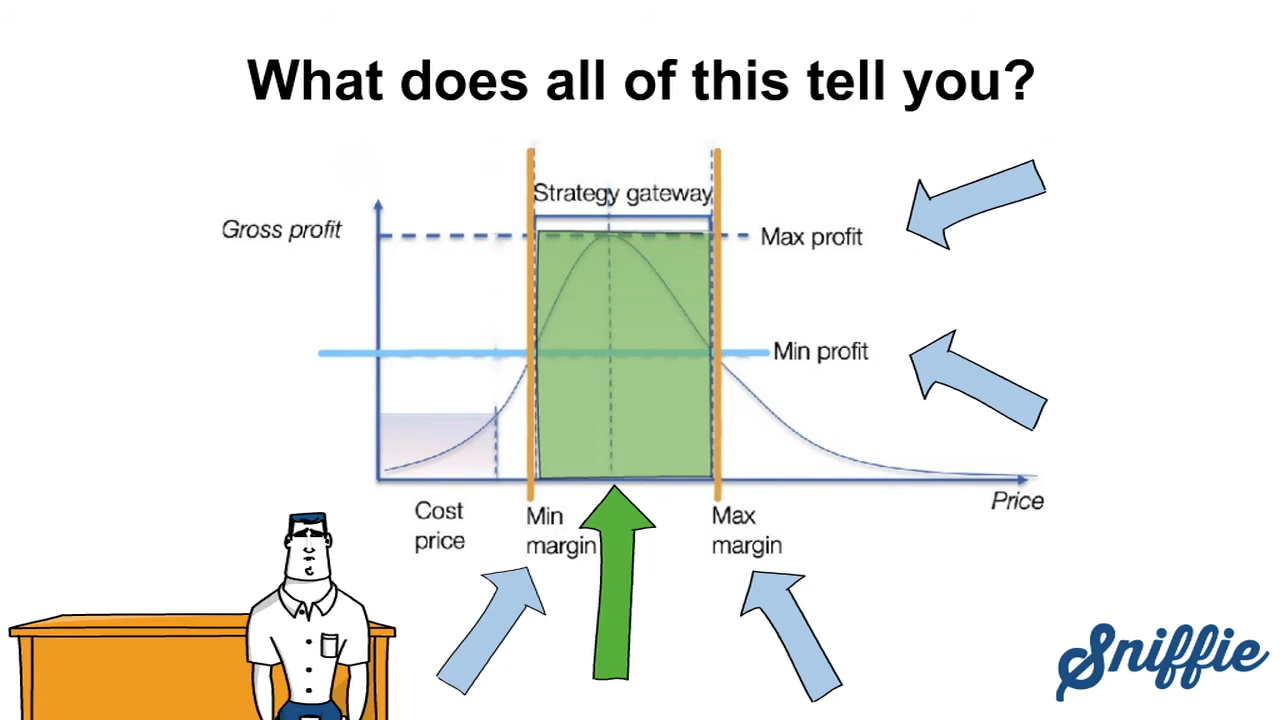 What does all of this tell you?
Strategy gateway
Gross profit
Max profit
Min profit
Price
Cost
price
Min
margin
Max
margin
Sniffie